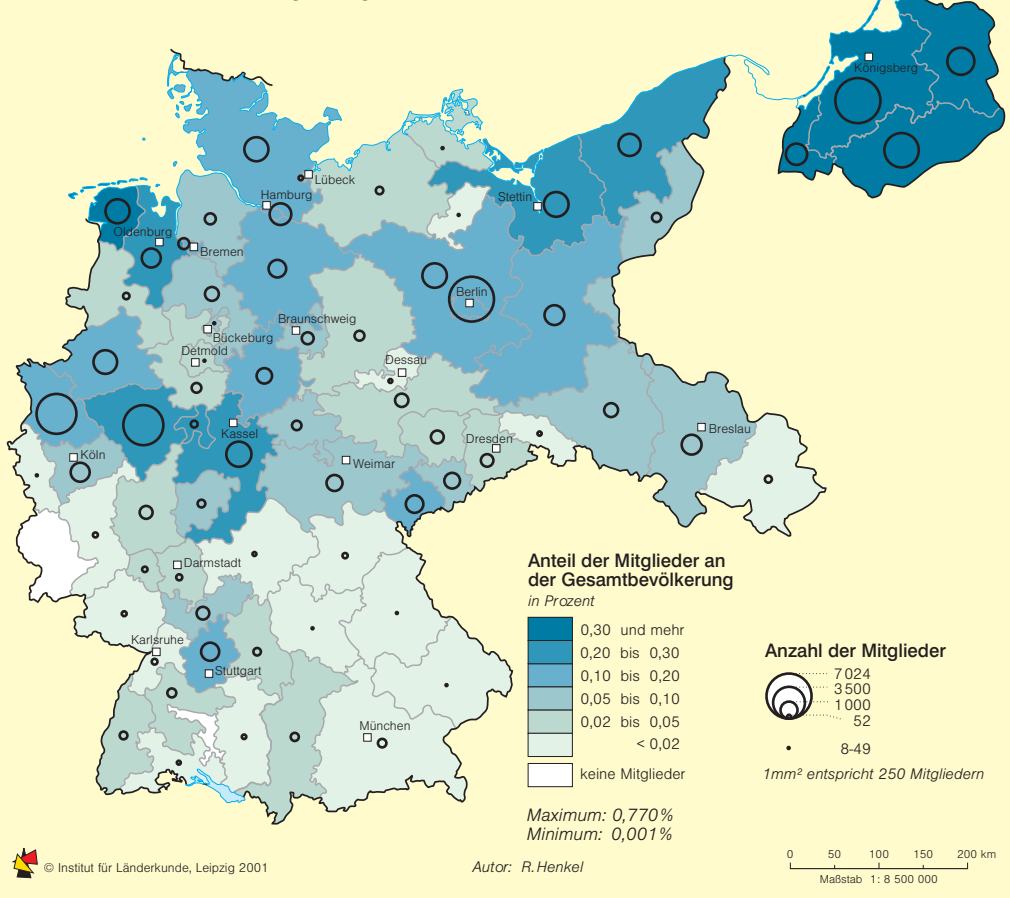 Königsberg
Lübeck
Hamburg
Stettin
Oldenburg
Bremen
Berlin
Braunschweig
Bückeburg
Detmold
Dessau
Kassel
Breslau
Dresden
Köln
Weimar
Darmstadt
Karlsruhe
Stuttgart
München
Anteil der Mitglieder an
der Gesamtbevölkerung
in Prozent
0,30 und mehr
0,20 bis 0,30
0,10 bis 0,20
0,05 bis 0,10
0,02 bis 0,05
< 0,02
keine Mitglieder
Maximum: 0,770%
Minimum: 0,001%
Anzahl der Mitglieder
7024
3500
1000
52
8-49
1mm² entspricht 250 Mitgliedern
© Institut für Länderkunde, Leipzig 2001
Autor: R.Henkel
0 50 100 150 200 km
Maßstab 1: 8 500 000